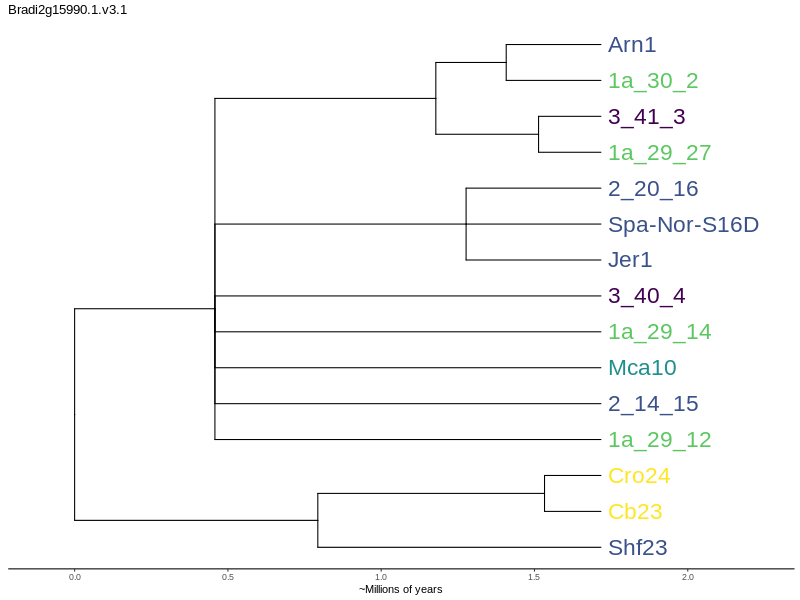 Bradi2g15990.1.v3.1
Arn1
1a_30_2
3_41_3
1a_29_27
2_20_16
Spa-Nor-S16D
Jer1
3_40_4
1a_29_14
Mca10
2_14_15
1a_29_12
Cro24
Cb23
Shf23
0.0 0.5 1.0 1.5 2.0
~Millions of years